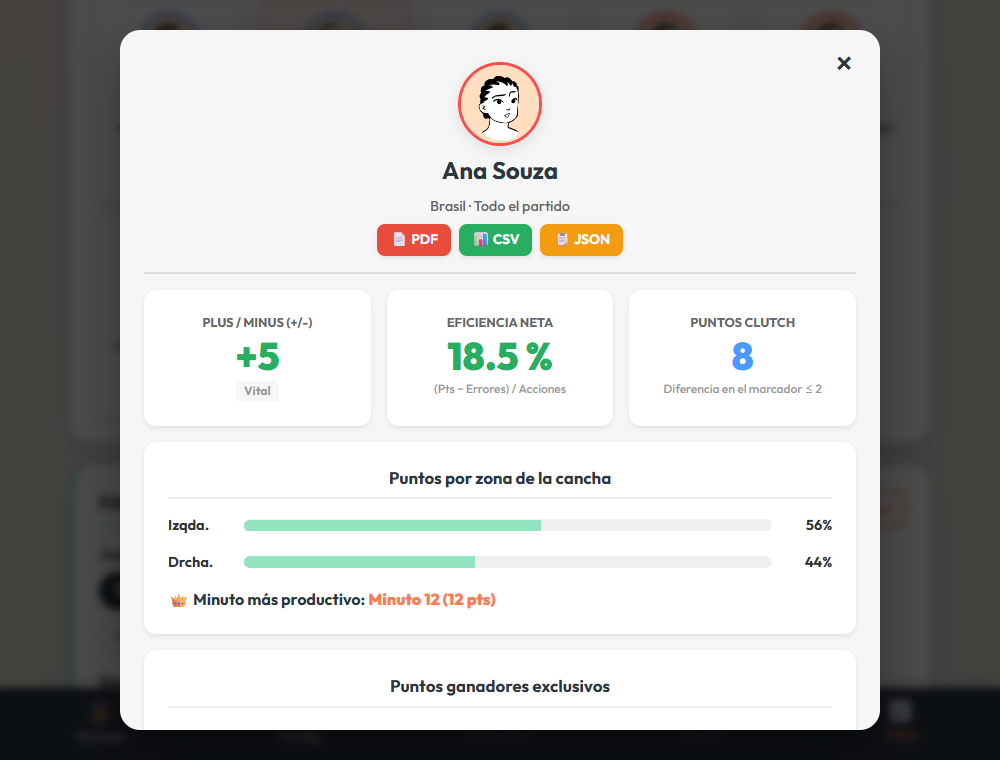 ×
Ana Souza
Brasil · Todo el partido
PDF
CSV
JSON
PLUS / MINUS (+/-)
+5
Vital
EFICIENCIA NETA
18.5 %
(Pts − Errores) / Acciones
PUNTOS CLUTCH
8
Diferencia en el marcador ≤ 2
Puntos por zona de la cancha
Izqda.
56%
Drcha.
44%
Minuto más productivo: Minuto 12 (12 pts)
Puntos ganadores exclusivos